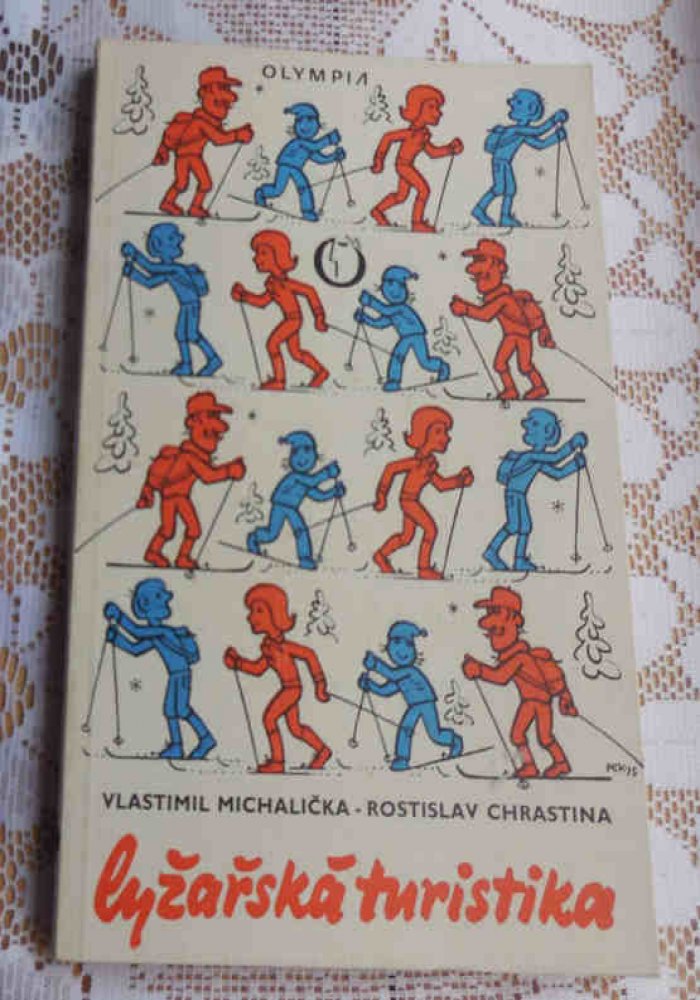 OLYMPIA
VLASTIMIL MICHALIČKA - ROSTISLAV CHRASTINA
lyžařská turistika